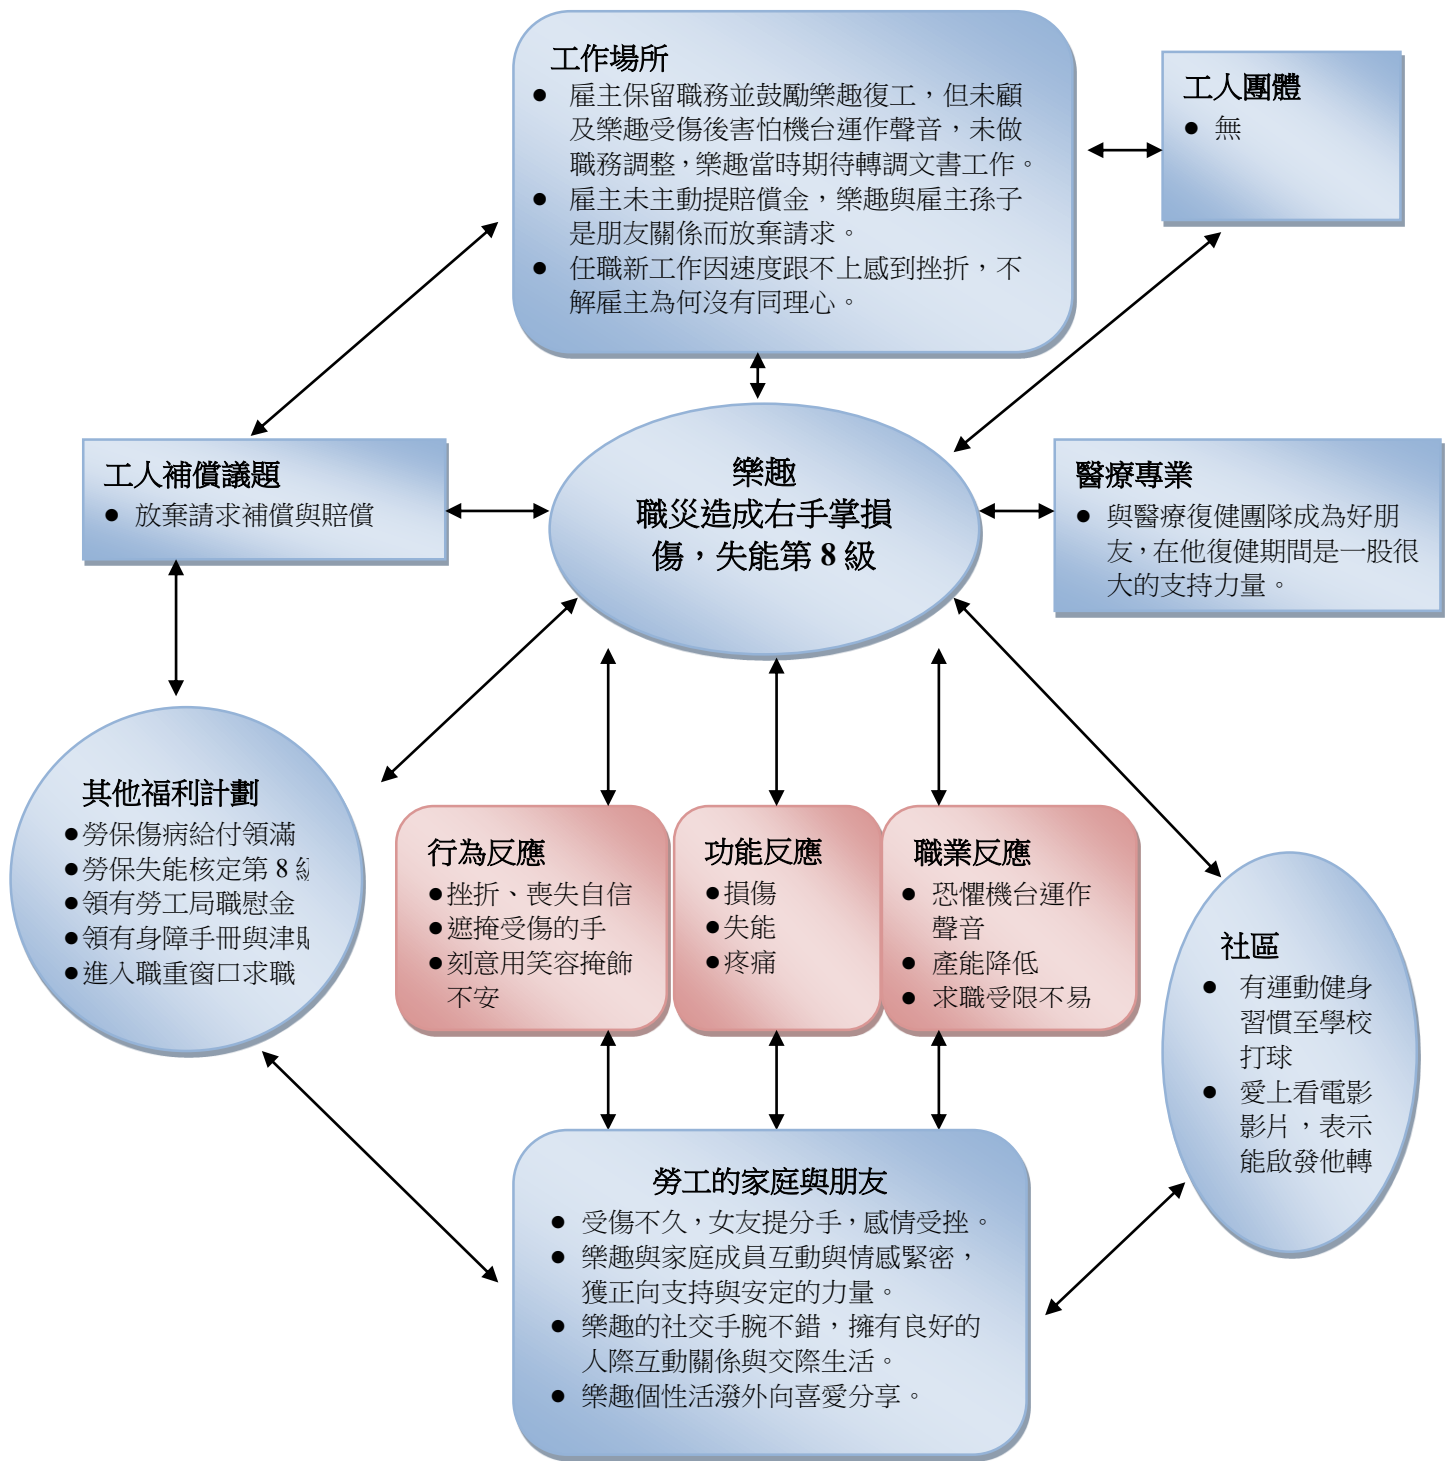 工作場所
● 雇主保留職務並鼓勵樂趣復工，但未顧
及樂趣受傷後害怕機台運作聲音，未做
職務調整，樂趣當時期待轉調文書工作。
● 雇主未主動提賠償金，樂趣與雇主孫子
是朋友關係而放棄請求。
● 任職新工作因速度跟不上感到挫折，不
解雇主為何沒有同理心。
工人團體
● 無
工人補償議題
● 放棄請求補償與賠償
樂趣
職災造成右手掌損
傷，失能第 8 級
醫療專業
● 與醫療復健團隊成為好朋
友，在他復健期間是一股很
大的支持力量。
其他福利計劃
●勞保傷病給付領滿
●勞保失能核定第 8 級
●領有勞工局職慰金
●領有身障手冊與津貼
●進入職重窗口求職
行為反應
●挫折、喪失自信
●遮掩受傷的手
●刻意用笑容掩飾
不安
功能反應
●損傷
●失能
●疼痛
職業反應
● 恐懼機台運作
聲音
● 產能降低
● 求職受限不易
社區
● 有運動健身
習慣至學校
打球
● 愛上看電影
影片，表示
能啟發他轉
勞工的家庭與朋友
● 受傷不久，女友提分手，感情受挫。
● 樂趣與家庭成員互動與情感緊密，
獲正向支持與安定的力量。
● 樂趣的社交手腕不錯，擁有良好的
人際互動關係與交際生活。
● 樂趣個性活潑外向喜愛分享。